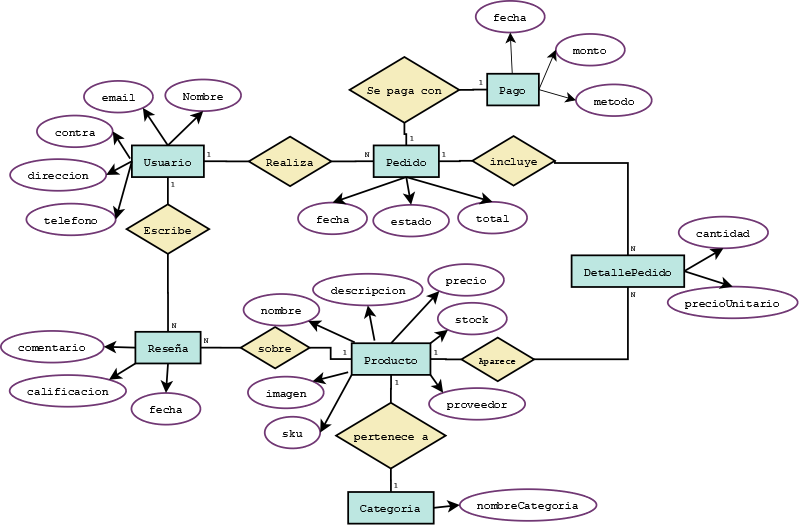 fecha
monto
metodo
Se paga con
1
Pago
1
email
Nombre
contra
direccion
telefono
Usuario
1
1
Realiza
N
Pedido
1
incluye
fecha
estado
total
Escribe
N
cantidad
DetallePedido
precioUnitario
N
descripcion
precio
nombre
stock
N
comentario
Reseña
N
sobre
1
Producto
1
Aparece
calificacion
fecha
imagen
sku
1
proveedor
pertenece a
1
Categoria
nombreCategoria